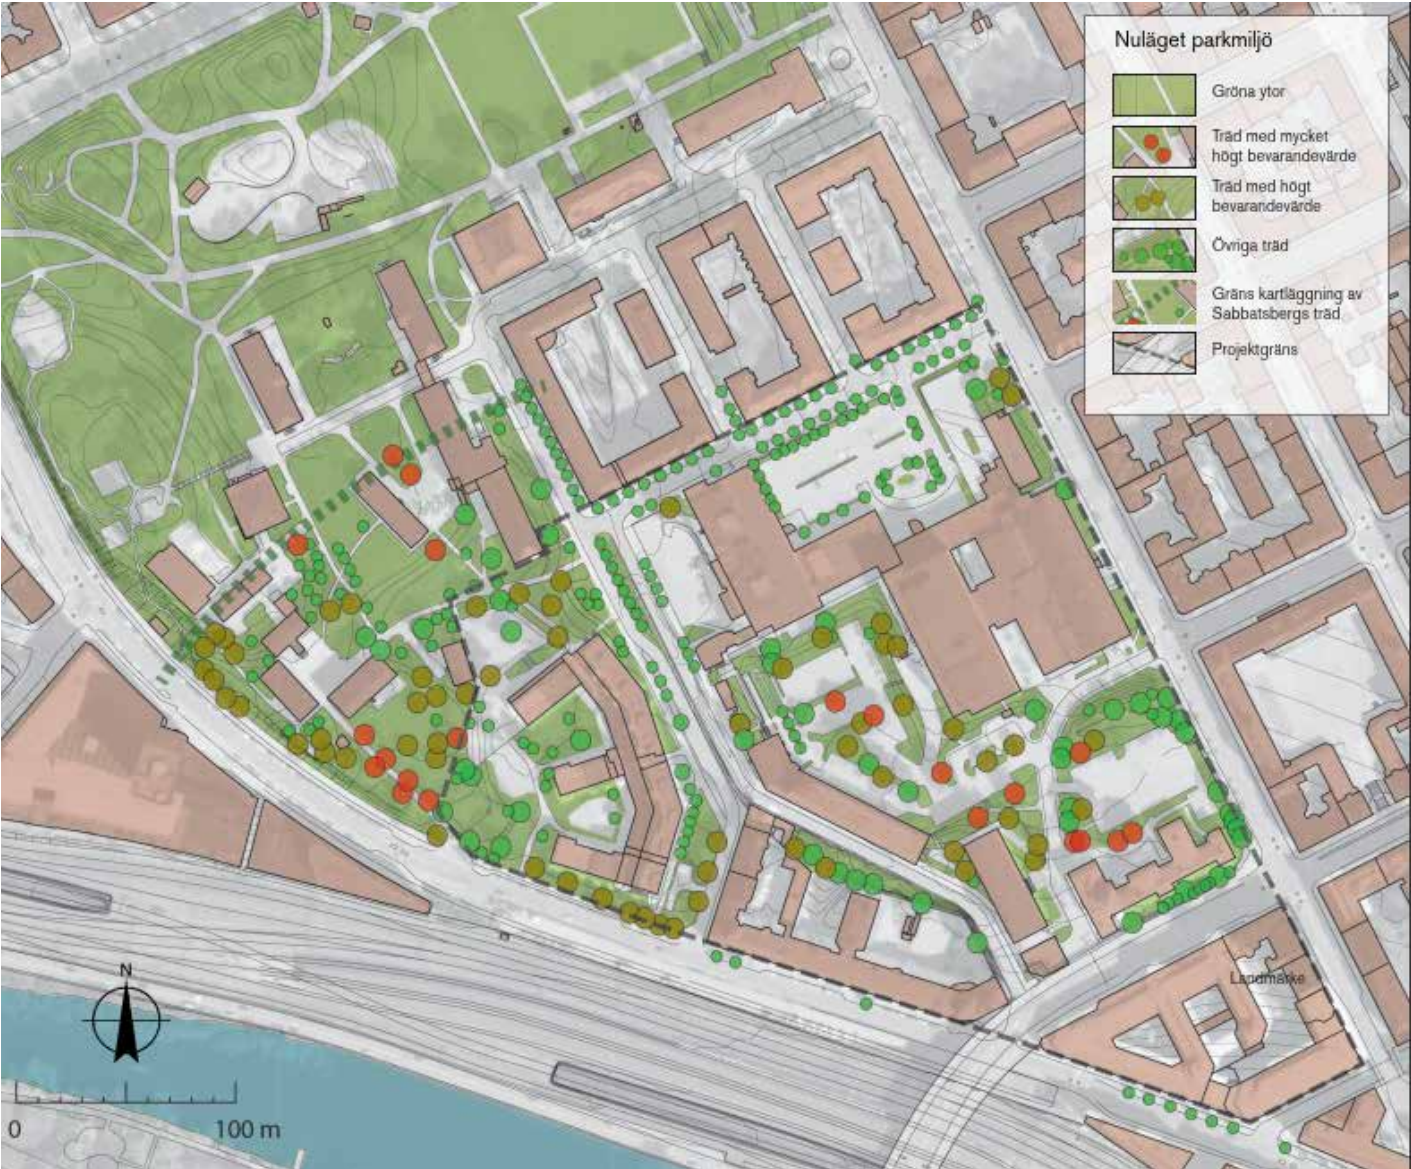 Nuläget parkmiljö
Gröna ytor
Träd med mycket
högt bevarandevärde
Träd med högt
bevarandevärde
Övriga träd
Gräns kartläggning av
Sabbatsbergs träd
Projektgräns
Landmärke
N
0
100 m